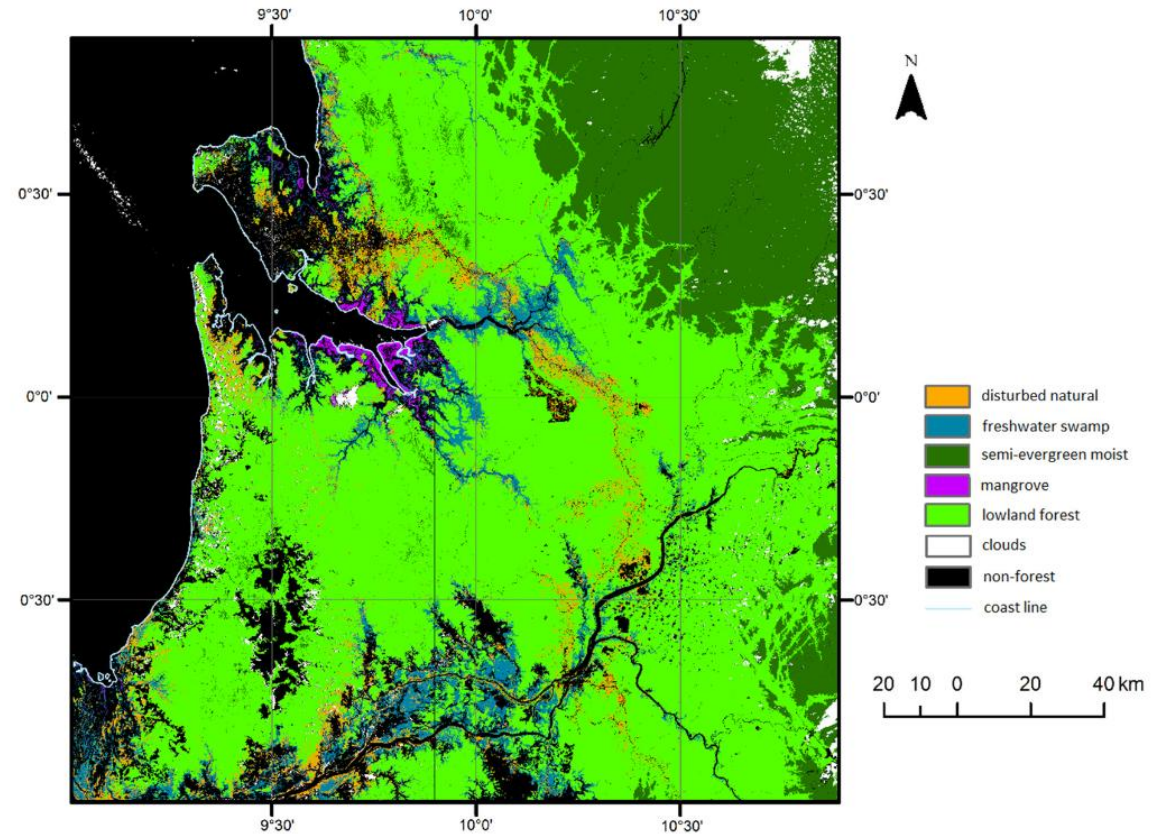 9°30' 10°0' 10°30'
N
0°30' 0°30'
0°0' 0°0'
0°30' 0°30'
disturbed natural
freshwater swamp
semi-evergreen moist
mangrove
lowland forest
clouds
non-forest
coast line
20 10 0 20 40 km
9°30' 10°0' 10°30'